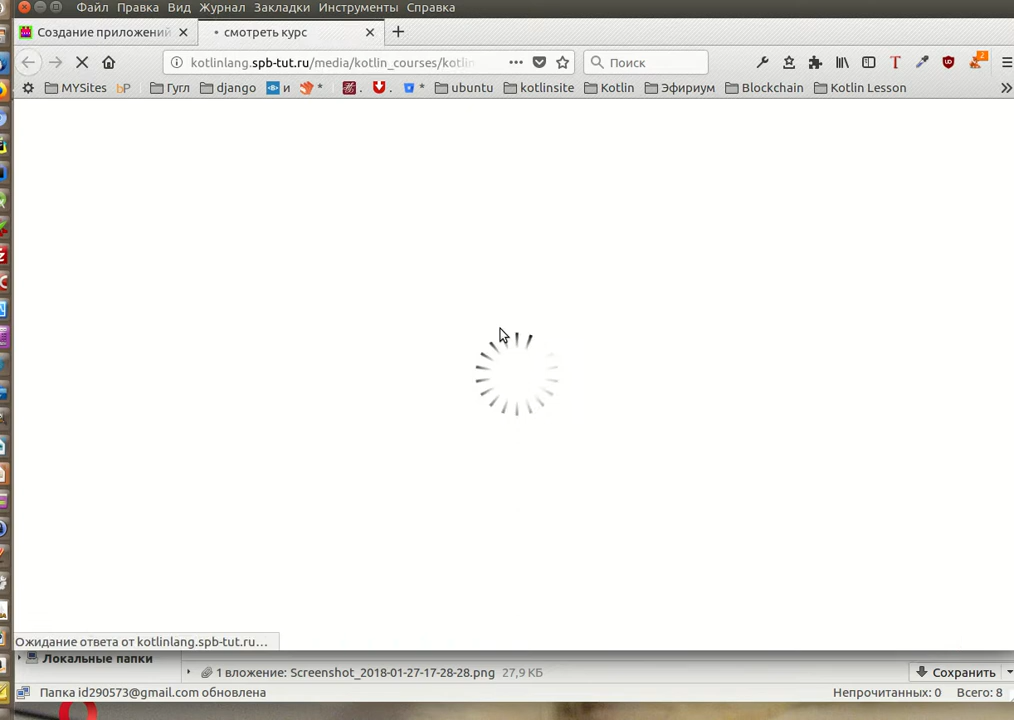 Файл Правка Вид Журнал Закладки Инструменты Справка
Создание приложений смотреть курс
kotlinlang.spb-tut.ru/media/kotlin_courses/kotlin Поиск
MYSites bP Гугл django и * . . * ubuntu kotlinsite Kotlin Эфириум Blockchain Kotlin Lesson
Ожидание ответа от kotlinlang.spb-tut.ru…
Локальные папки 1 вложение: Screenshot_2018-01-27-17-28-28.png 27,9 КБ Сохранить
Папка id290573@gmail.com обновлена Непрочитанных: 0 Всего: 8